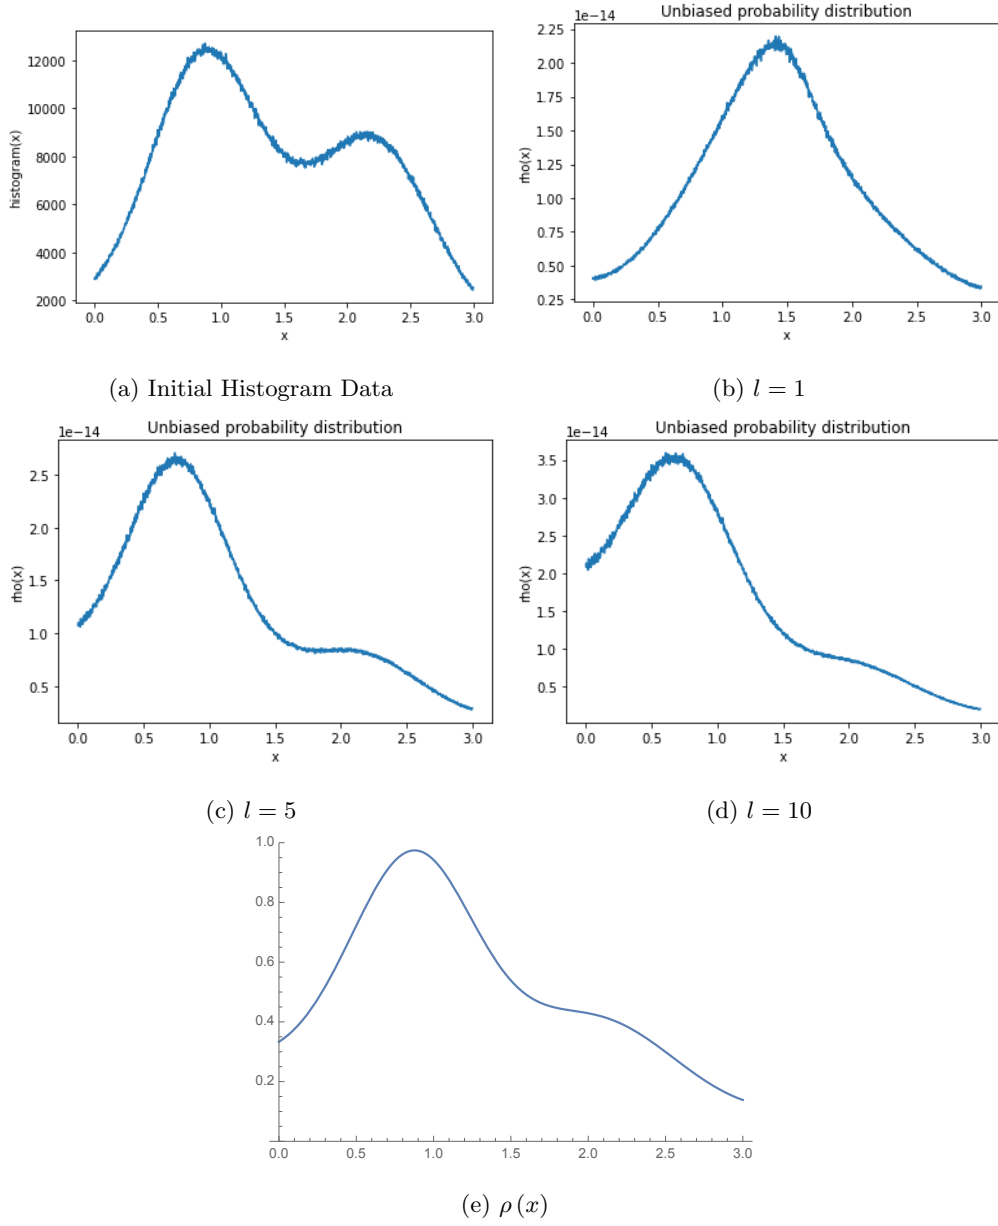 12000
10000
8000
6000
4000
2000
histogram(x)
0.0 0.5 1.0 1.5 2.0 2.5 3.0
x
(a) Initial Histogram Data
1e−14
Unbiased probability distribution
2.25
2.00
1.75
1.50
1.25
1.00
0.75
0.50
0.25
rho(x)
0.0 0.5 1.0 1.5 2.0 2.5 3.0
x
(b) l = 1
1e−14
Unbiased probability distribution
2.5
2.0
1.5
1.0
0.5
rho(x)
0.0 0.5 1.0 1.5 2.0 2.5 3.0
x
(c) l = 5
1e−14
Unbiased probability distribution
3.5
3.0
2.5
2.0
1.5
1.0
0.5
rho(x)
0.0 0.5 1.0 1.5 2.0 2.5 3.0
x
(d) l = 10
1.0
0.8
0.6
0.4
0.2
0.0 0.5 1.0 1.5 2.0 2.5 3.0
(e) ρ (x)